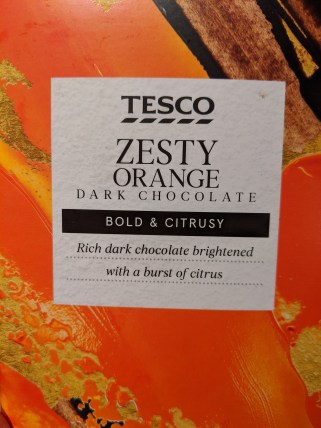 TESCO
ZESTY
ORANGE
DARK CHOCOLATE
BOLD & CITRUSY
Rich dark chocolate brightened
with a burst of citrus